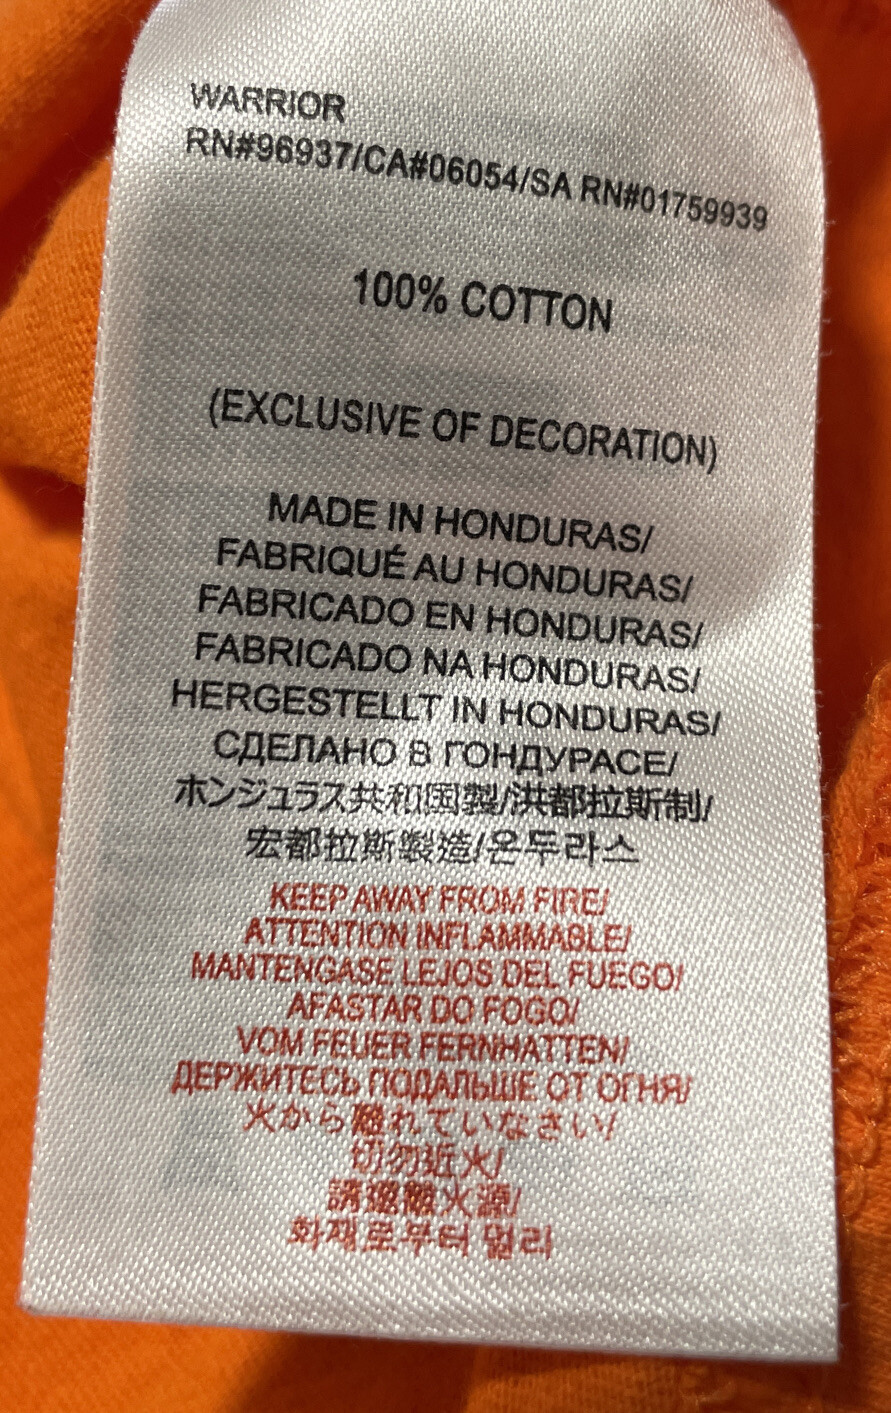 WARRIOR
RN#96937/CA#06054/SA RN#01759939
100% COTTON
(EXCLUSIVE OF DECORATION)
MADE IN HONDURAS/
FABRIQUÉ AU HONDURAS/
FABRICADO EN HONDURAS/
FABRICADO NA HONDURAS/
HERGESTELLT IN HONDURAS/
СДЕЛАНО В ГОНДУРАСЕ/
ホンジュラス共和国製/洪都拉斯制/
宏都拉斯製造/온두라스
KEEP AWAY FROM FIRE/
ATTENTION INFLAMMABLE/
MANTENGASE LEJOS DEL FUEGO/
AFASTAR DO FOGO/
VOM FEUER FERNHATTEN/
ДЕРЖИТЕСЬ ПОДАЛЬШЕ ОТ ОГНЯ/
火から離れていなさい/
切勿近火/
請遠離火源/
화재로부터 멀리